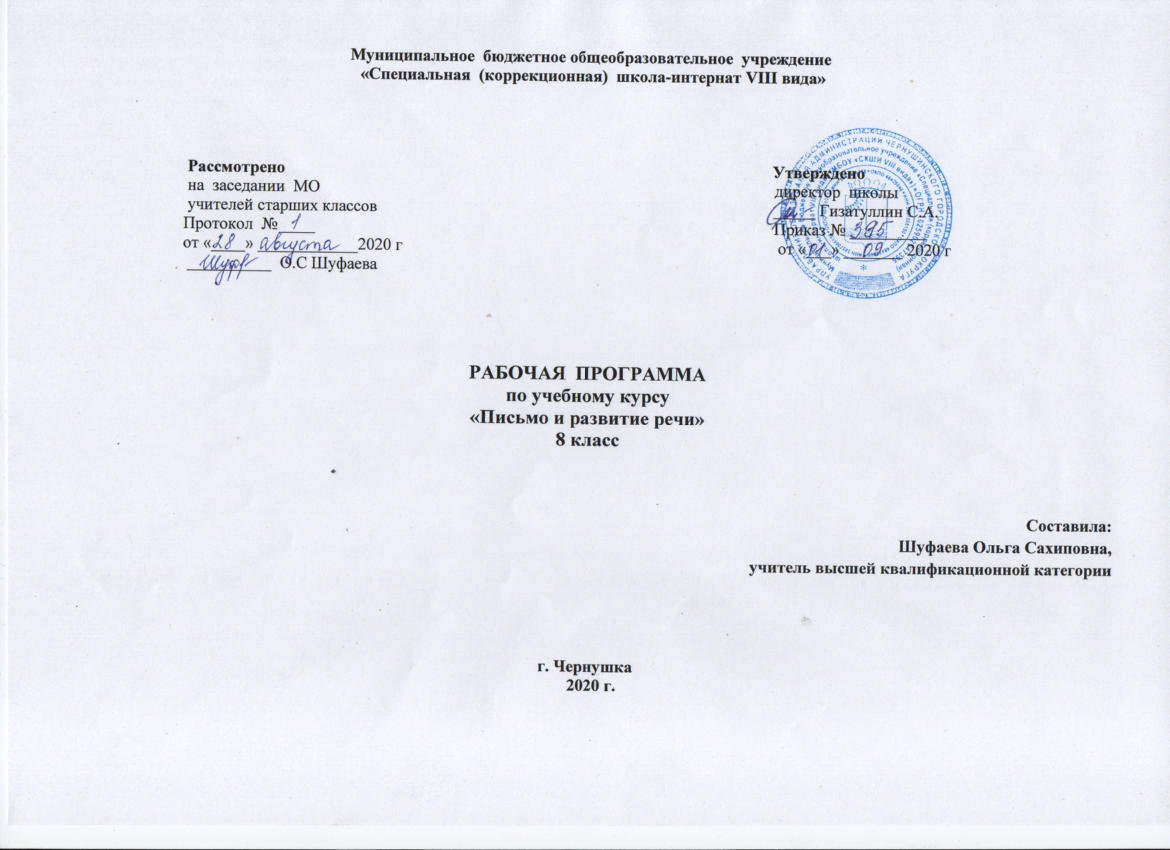 Муниципальное бюджетное общеобразовательное учреждение
«Специальная (коррекционная) школа-интернат VIII вида»
Рассмотрено
на заседании МО
учителей старших классов
Протокол № 1
от «28» августа 2020 г
О.С Шуфаева
Утверждено
директор школы
Гизатуллин С.А.
Приказ № 395
от «01» 09 2020 г
РАБОЧАЯ ПРОГРАММА
по учебному курсу
«Письмо и развитие речи»
8 класс
Составила:
Шуфаева Ольга Сахиповна,
учитель высшей квалификационной категории
г. Чернушка
2020 г.